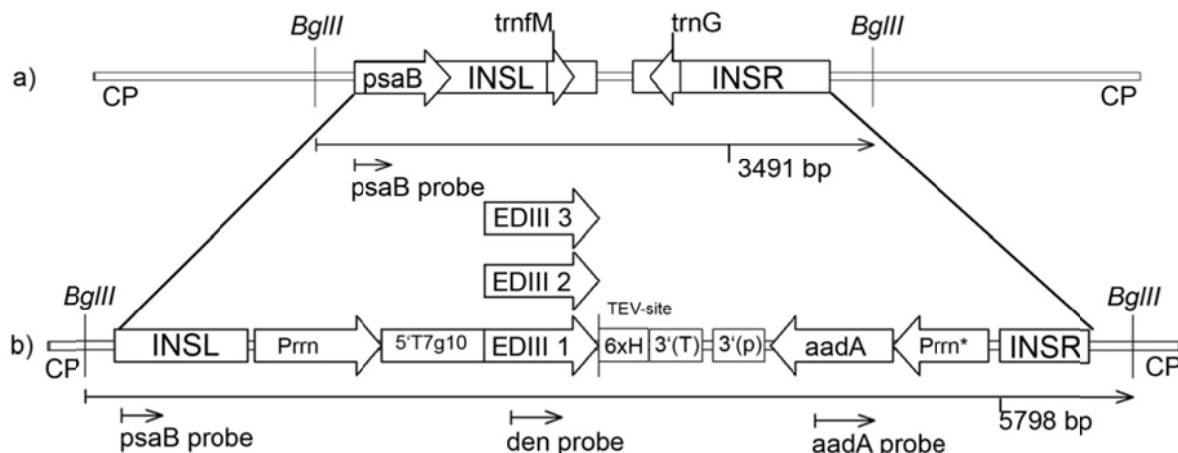 trnfM trnG
BglII BglII
a) psaB INSL INSR
CP CP
3491 bp
psaB probe
EDIII 3
EDIII 2
BglII TEV-site BglII
b) INSL Prrn 5'T7g10 EDIII 1 6xH 3'(T) 3'(p) aadA Prrn* INSR
CP CP
5798 bp
psaB probe den probe aadA probe